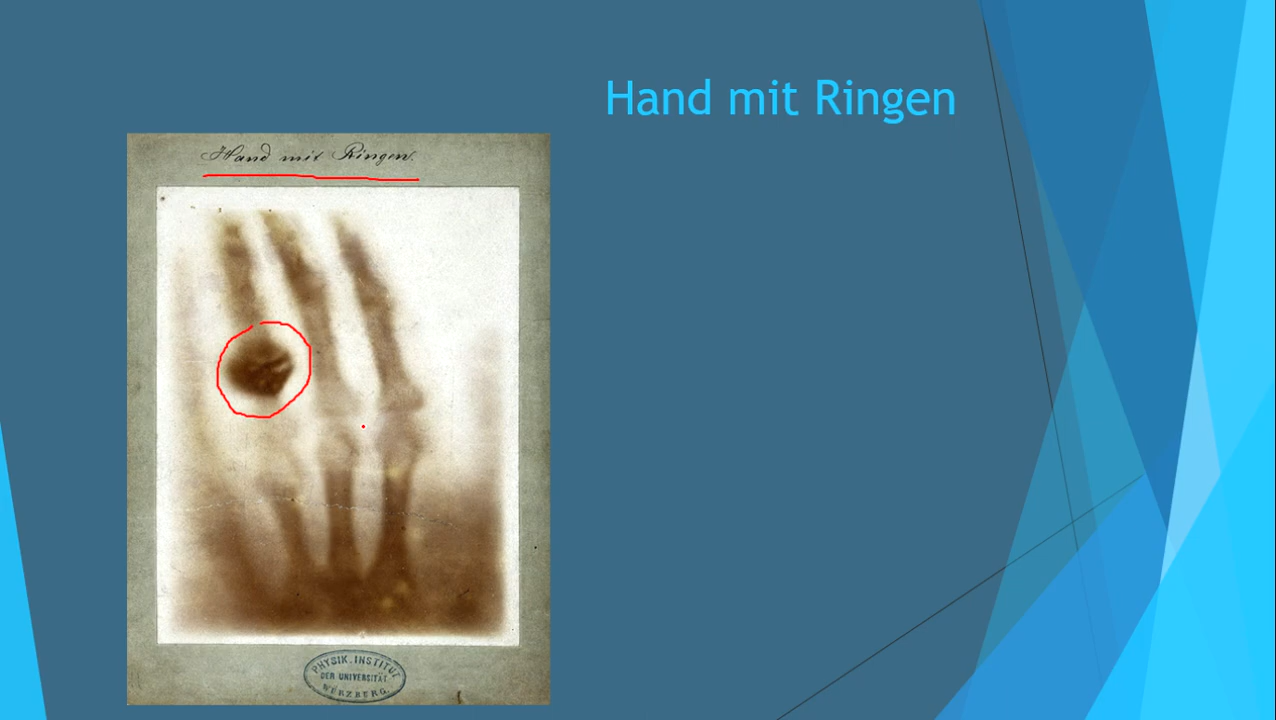 Hand mit Ringen
Hand mit Ringen.
PHYSIK. INSTITUT
DER UNIVERSITÄT
WÜRZBURG.